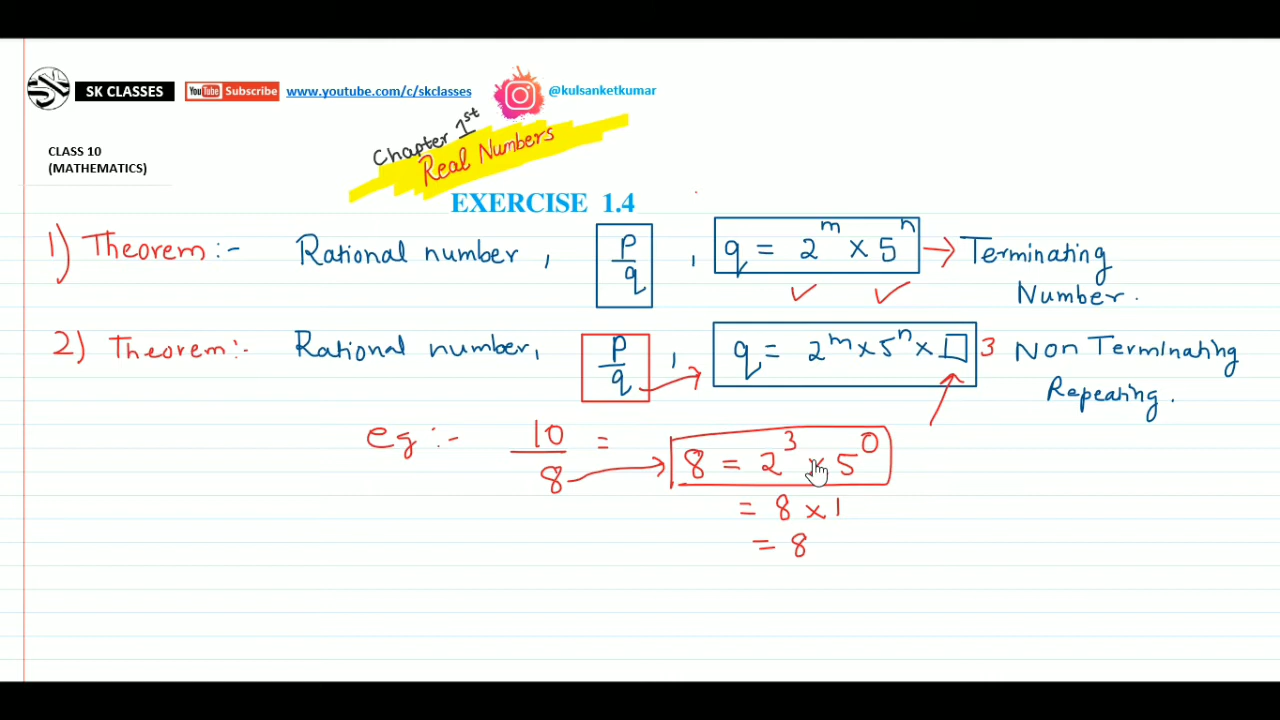 SK CLASSES YouTube Subscribe www.youtube.com/c/skclasses @kulsanketkumar
Chapter 1st
Real Numbers
CLASS 10
(MATHEMATICS)
EXERCISE 1.4
1) Theorem:- Rational number, p/q, q = 2^m × 5^n → Terminating
Number.
2) Theorem:- Rational number, p/q, q = 2^m × 5^n × □ 3 Non Terminating
Repeating.
eg:- 10/8 = 8 = 2^3 × 5^0
= 8 × 1
= 8